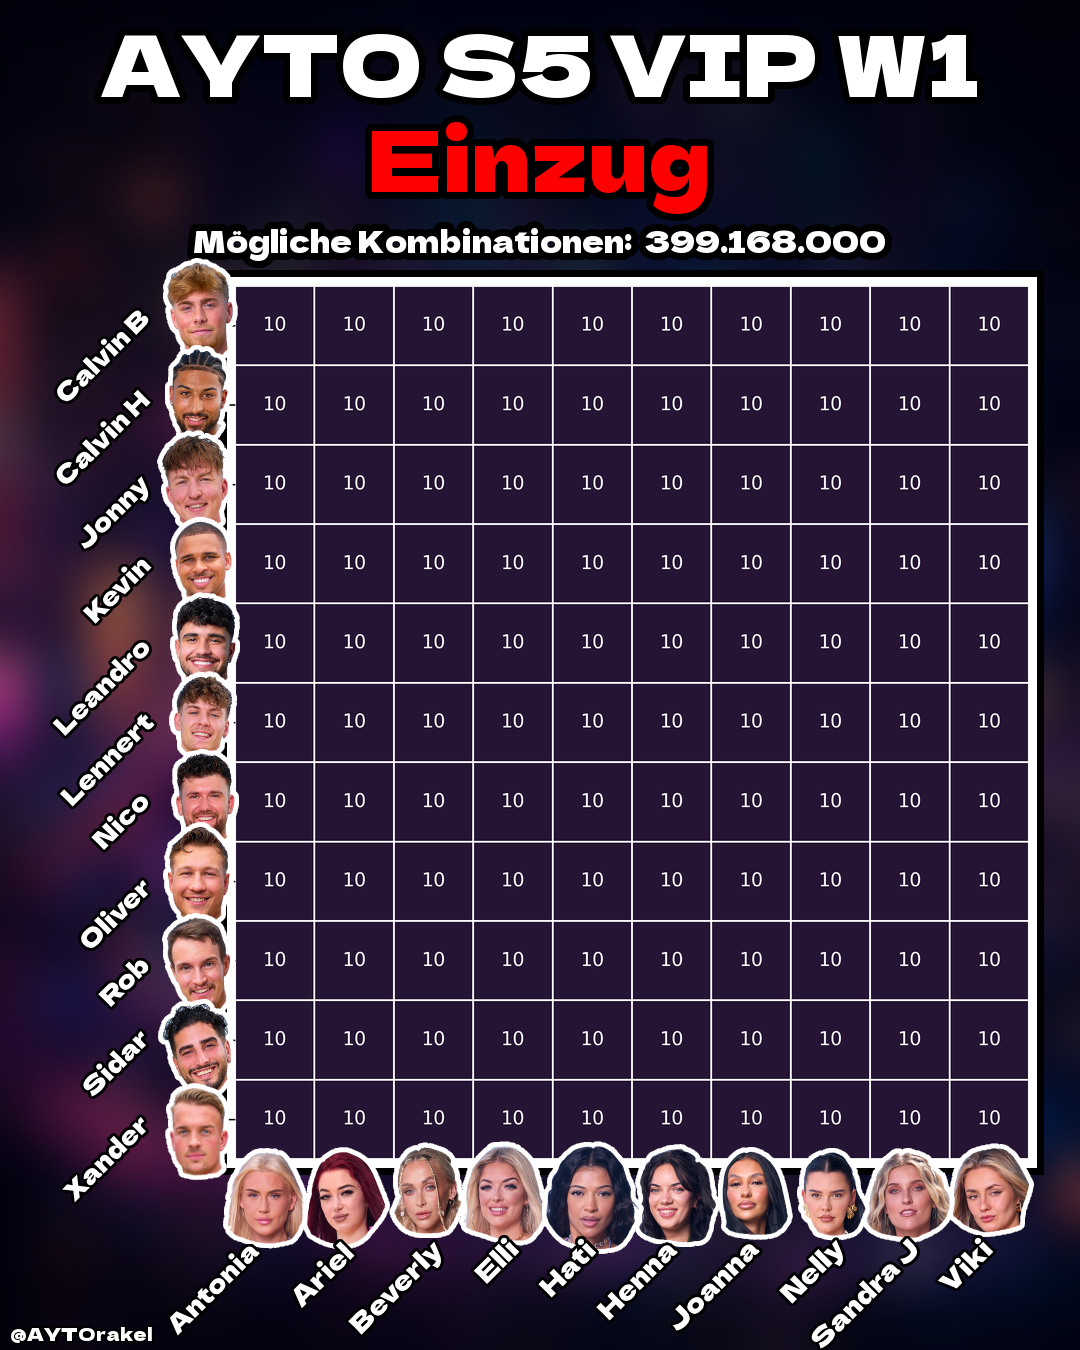 AYTO S5 VIP W1
Einzug
Mögliche Kombinationen: 399.168.000
Calvin B 10 10 10 10 10 10 10 10 10 10
Calvin H 10 10 10 10 10 10 10 10 10 10
Jonny 10 10 10 10 10 10 10 10 10 10
Kevin 10 10 10 10 10 10 10 10 10 10
Leandro 10 10 10 10 10 10 10 10 10 10
Lennert 10 10 10 10 10 10 10 10 10 10
Nico 10 10 10 10 10 10 10 10 10 10
Oliver 10 10 10 10 10 10 10 10 10 10
Rob 10 10 10 10 10 10 10 10 10 10
Sidar 10 10 10 10 10 10 10 10 10 10
Xander 10 10 10 10 10 10 10 10 10 10
Antonia Ariel Beverly Elli Hati Henna Joanna Nelly Sandra J Viki
@AYTOrakel